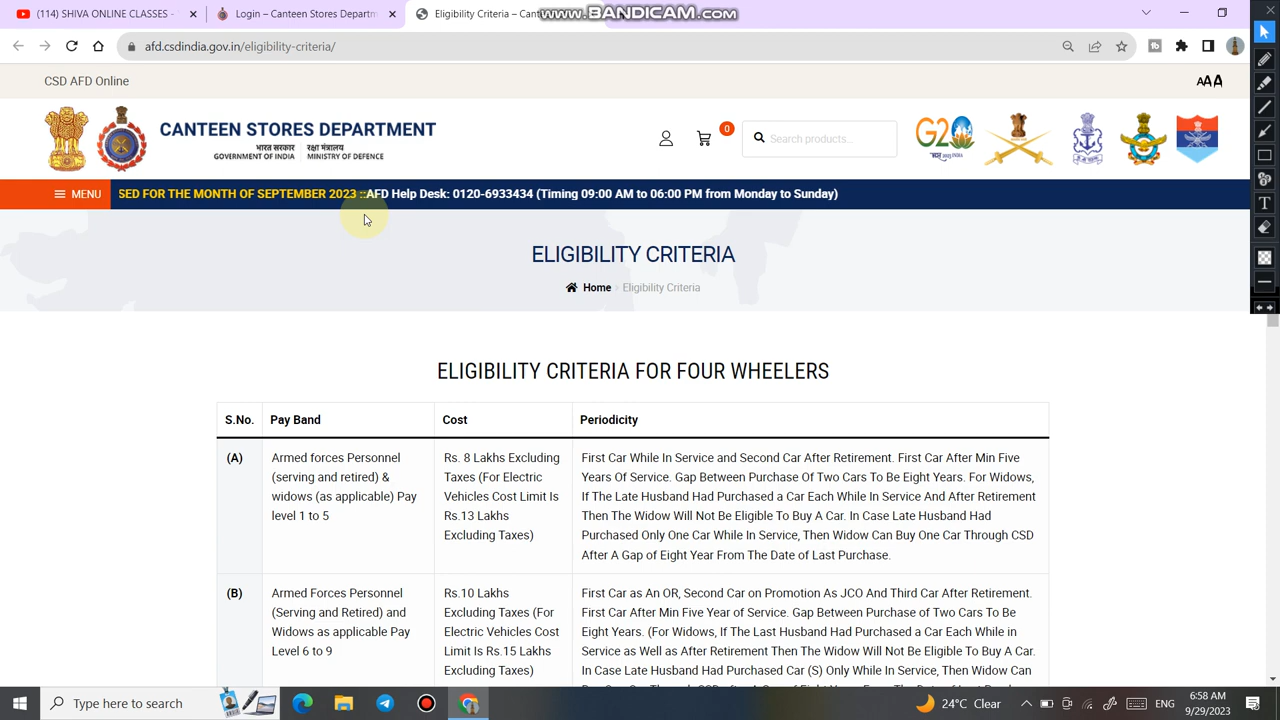 (114) SHIVA ONLINE CLASSES -
Login – Canteen Stores Departm
Eligibility Criteria – Cant
www.BANDICAM.com
afd.csdindia.gov.in/eligibility-criteria/
CSD AFD Online
AAA
CANTEEN STORES DEPARTMENT
भारत सरकार
GOVERNMENT OF INDIA
रक्षा मंत्रालय
MINISTRY OF DEFENCE
0
Search products...
G20
MENU
SED FOR THE MONTH OF SEPTEMBER 2023 ::AFD Help Desk: 0120-6933434 (Timing 09:00 AM to 06:00 PM from Monday to Sunday)
ELIGIBILITY CRITERIA
Home › Eligibility Criteria
ELIGIBILITY CRITERIA FOR FOUR WHEELERS
S.No.
Pay Band
Cost
Periodicity
(A)
Armed forces Personnel
(serving and retired) &
widows (as applicable) Pay
level 1 to 5
Rs. 8 Lakhs Excluding
Taxes (For Electric
Vehicles Cost Limit Is
Rs.13 Lakhs
Excluding Taxes)
First Car While In Service and Second Car After Retirement. First Car After Min Five
Years Of Service. Gap Between Purchase Of Two Cars To Be Eight Years. For Widows,
If The Late Husband Had Purchased a Car Each While In Service And After Retirement
Then The Widow Will Not Be Eligible To Buy A Car. In Case Late Husband Had
Purchased Only One Car While In Service, Then Widow Can Buy One Car Through CSD
After A Gap of Eight Year From The Date of Last Purchase.
(B)
Armed Forces Personnel
(Serving and Retired) and
Widows as applicable Pay
Level 6 to 9
Rs.10 Lakhs
Excluding Taxes (For
Electric Vehicles Cost
Limit Is Rs.15 Lakhs
Excluding Taxes)
First Car as An OR, Second Car on Promotion As JCO And Third Car After Retirement.
First Car After Min Five Year of Service. Gap Between Purchase of Two Cars To Be
Eight Years. (For Widows, If The Last Husband Had Purchased a Car Each While in
Service as Well as After Retirement Then The Widow Will Not Be Eligible To Buy A Car.
In Case Late Husband Had Purchased Car (S) Only While In Service, Then Widow Can
Type here to search
24°C Clear
ENG
6:58 AM
9/29/2023